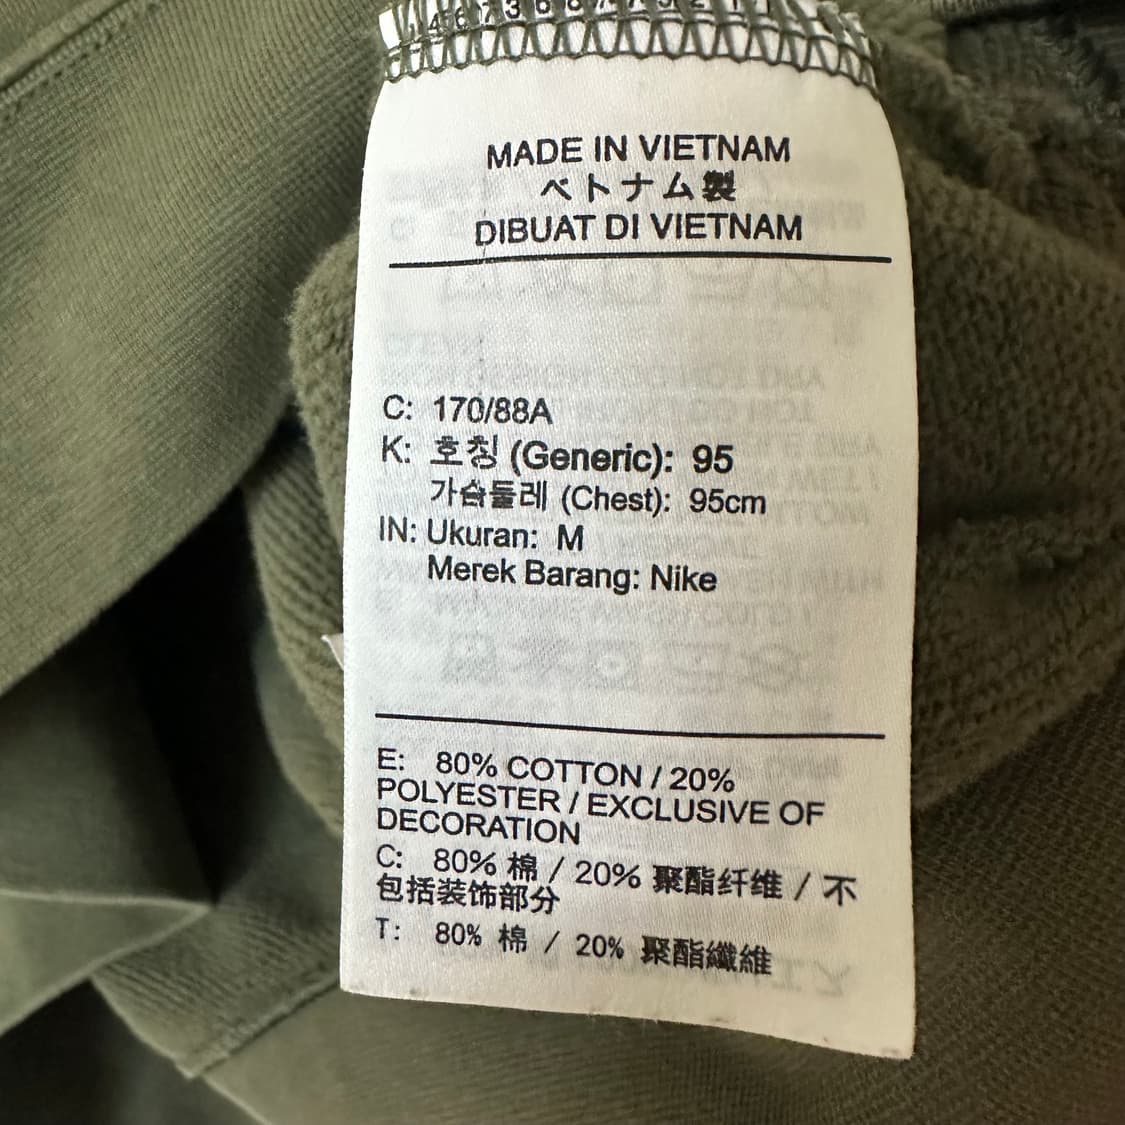 MADE IN VIETNAM
ベトナム製
DIBUAT DI VIETNAM
C: 170/88A
K: 호칭 (Generic): 95
가슴둘레 (Chest): 95cm
IN: Ukuran: M
Merek Barang: Nike
E: 80% COTTON / 20%
POLYESTER / EXCLUSIVE OF
DECORATION
C: 80% 棉 / 20% 聚酯纤维 / 不
包括装饰部分
T: 80% 棉 / 20% 聚酯纖維